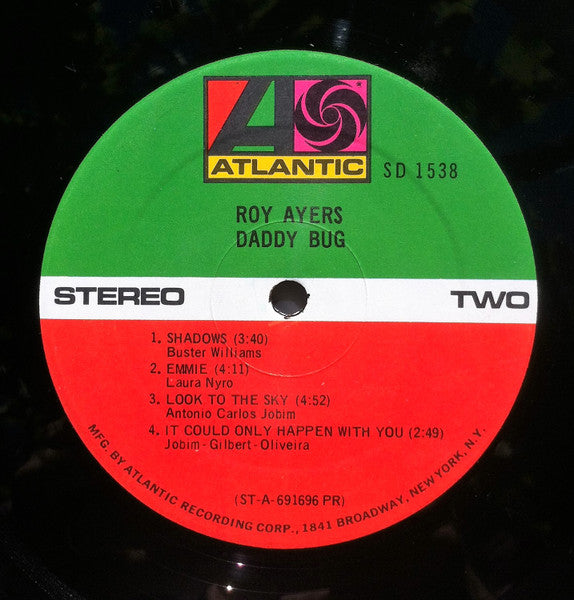 ATLANTIC
SD 1538
ROY AYERS
DADDY BUG
STEREO
TWO
1. SHADOWS (3:40)
Buster Williams
2. EMMIE (4:11)
Laura Nyro
3. LOOK TO THE SKY (4:52)
Antonio Carlos Jobim
4. IT COULD ONLY HAPPEN WITH YOU (2:49)
Jobim - Gilbert - Oliveira
(ST-A-691696 PR)
MFG. BY ATLANTIC RECORDING CORP., 1841 BROADWAY, NEW YORK, N.Y.